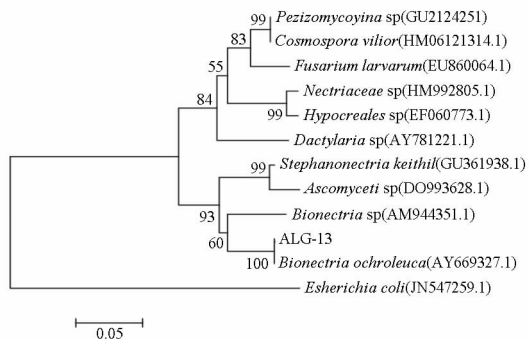 99 Pezizomycoyina sp(GU2124251)
Cosmospora vilior(HM06121314.1)
83
Fusarium larvarum(EU860064.1)
55
Nectriaceae sp(HM992805.1)
84
99 Hypocreales sp(EF060773.1)
Dactylaria sp(AY781221.1)
99 Stephanonectria keithil(GU361938.1)
Ascomyceti sp(DO993628.1)
93
Bionectria sp(AM944351.1)
60
ALG-13
100 Bionectria ochroleuca(AY669327.1)
Esherichia coli(JN547259.1)
0.05